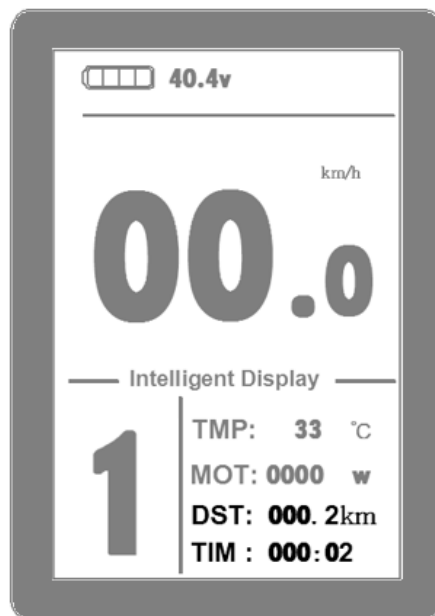 40.4v
km/h
00.0
Intelligent Display
1
TMP: 33 °C
MOT: 0000 w
DST: 000. 2km
TIM : 000:02